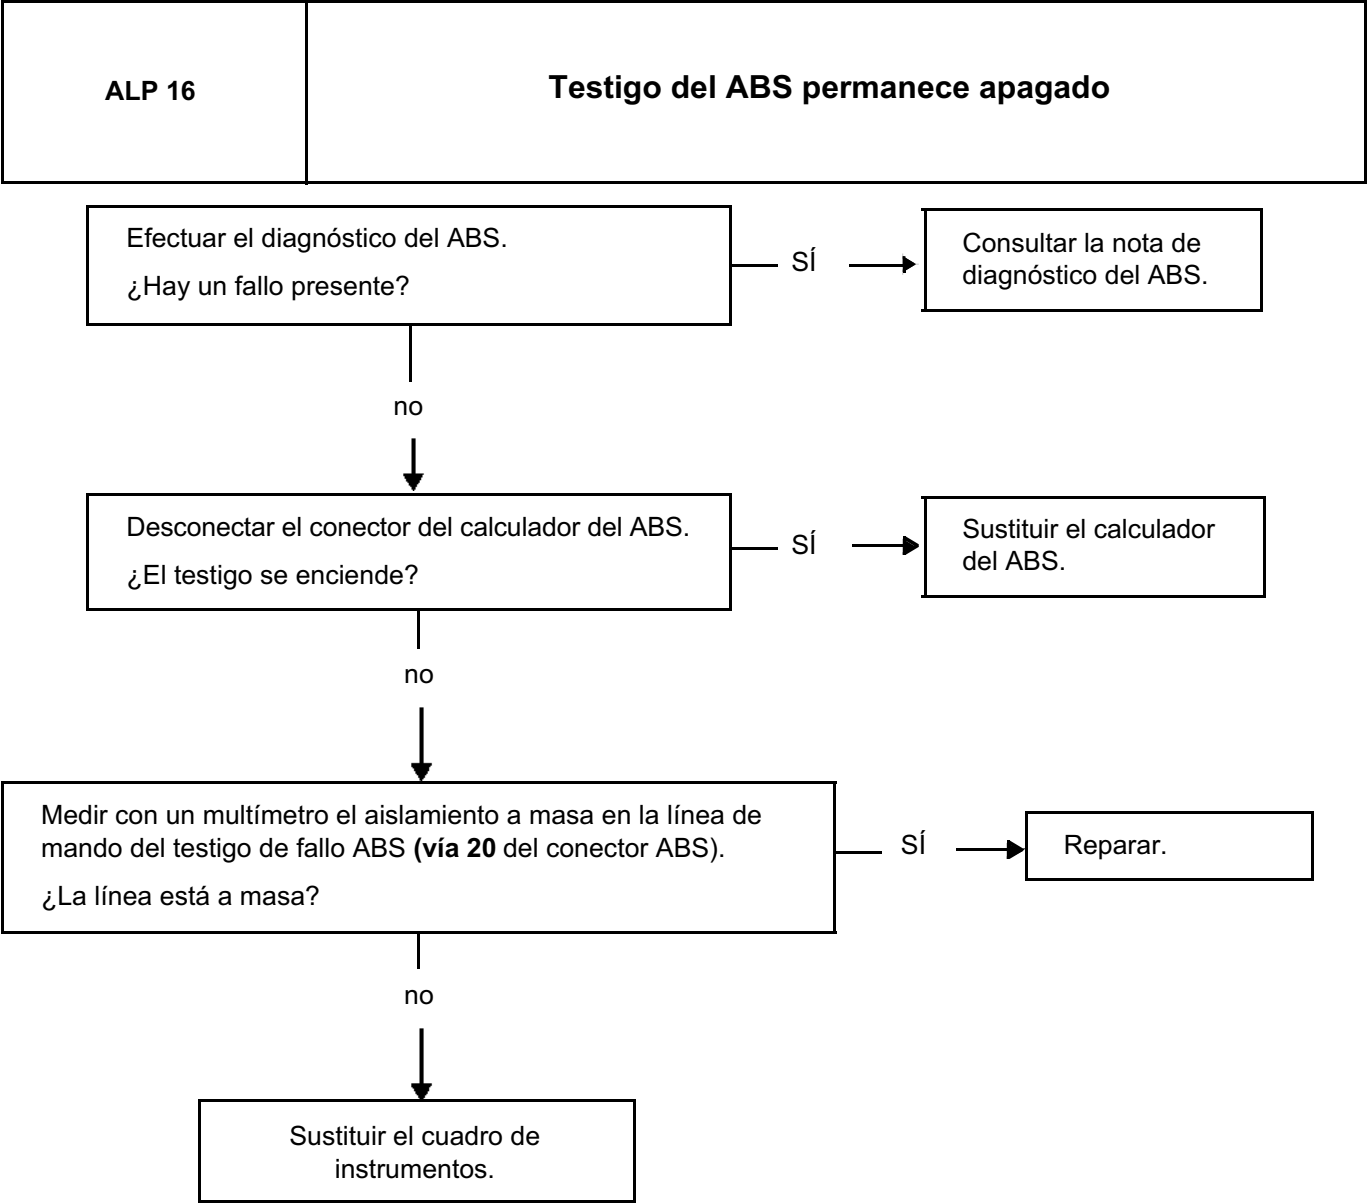 ALP 16
Testigo del ABS permanece apagado
Efectuar el diagnóstico del ABS.
¿Hay un fallo presente?
SÍ
Consultar la nota de
diagnóstico del ABS.
no
Desconectar el conector del calculador del ABS.
¿El testigo se enciende?
SÍ
Sustituir el calculador
del ABS.
no
Medir con un multímetro el aislamiento a masa en la línea de
mando del testigo de fallo ABS (vía 20 del conector ABS).
¿La línea está a masa?
SÍ
Reparar.
no
Sustituir el cuadro de
instrumentos.